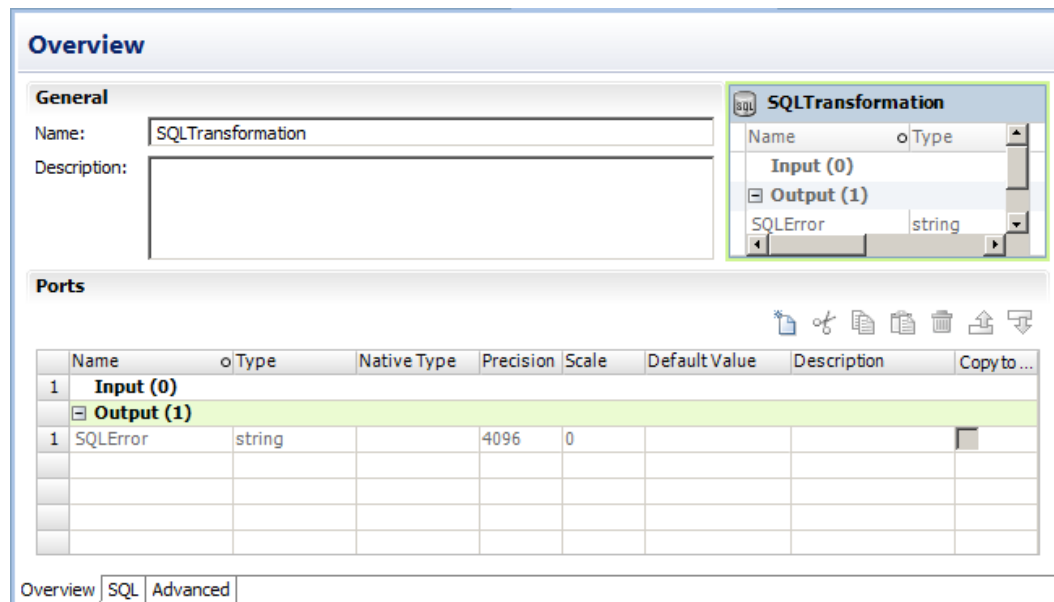 Overview
General
Name: SQLTransformation
Description:
SQL SQLTransformation
Name Type
Input (0)
Output (1)
SQLError string
Ports
Name Type Native Type Precision Scale Default Value Description Copy to ...
1 Input (0)
Output (1)
1 SQLError string 4096 0
Overview SQL Advanced